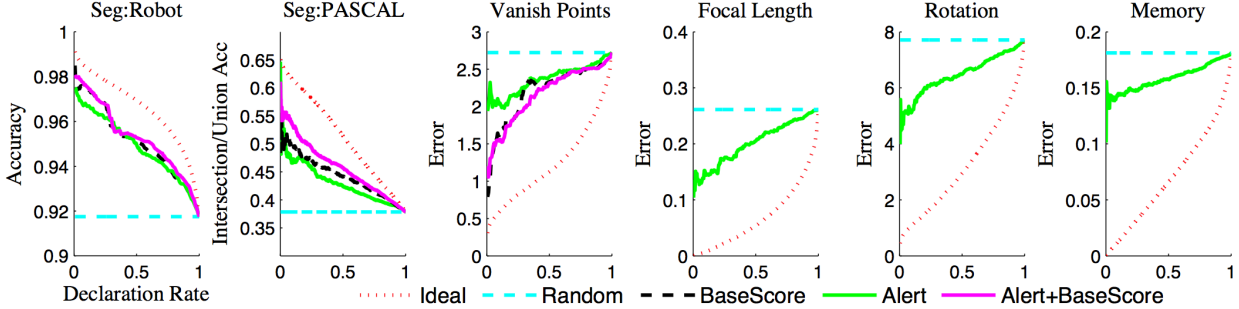 Seg:Robot Seg:PASCAL Vanish Points Focal Length Rotation Memory
Accuracy
1
0.98
0.96
0.94
0.92
0.9
0 0.5 1
Declaration Rate
Intersection/Union Acc
0.65
0.6
0.55
0.5
0.45
0.4
0.35
0 0.5 1
Error
3
2.5
2
1.5
1
0.5
0
0 0.5 1
Error
0.4
0.3
0.2
0.1
0
0 0.5 1
Error
8
6
4
2
0
0 0.5 1
Error
0.2
0.15
0.1
0.05
0
0 0.5 1
Ideal Random BaseScore Alert Alert+BaseScore